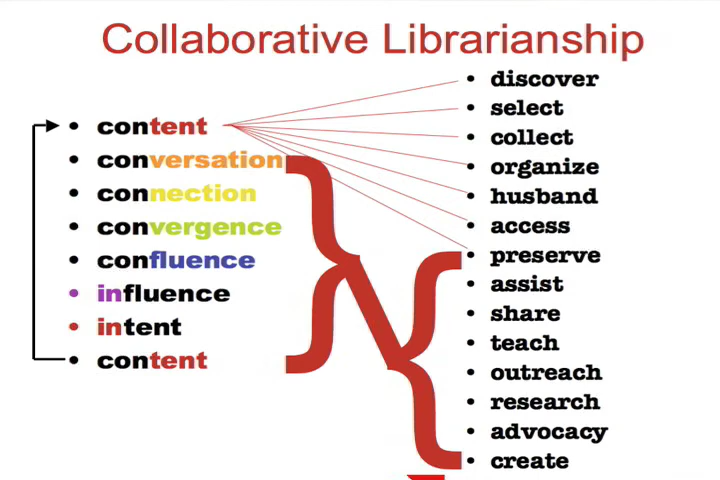 Collaborative Librarianship
• content
• conversation
• connection
• convergence
• confluence
• influence
• intent
• content
• discover
• select
• collect
• organize
• husband
• access
• preserve
• assist
• share
• teach
• outreach
• research
• advocacy
• create